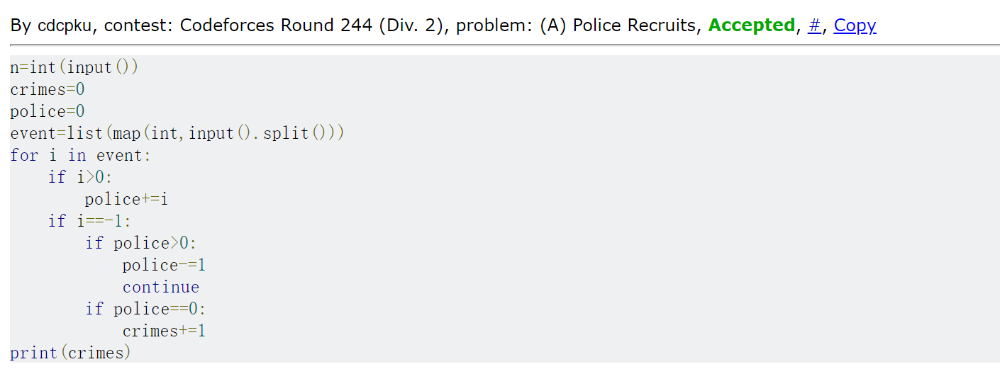 By cdcpku, contest: Codeforces Round 244 (Div. 2), problem: (A) Police Recruits, Accepted, #, Copy
n=int(input())
crimes=0
police=0
event=list(map(int,input().split()))
for i in event:
    if i>0:
        police+=i
    if i==-1:
        if police>0:
            police-=1
            continue
        if police==0:
            crimes+=1
print(crimes)